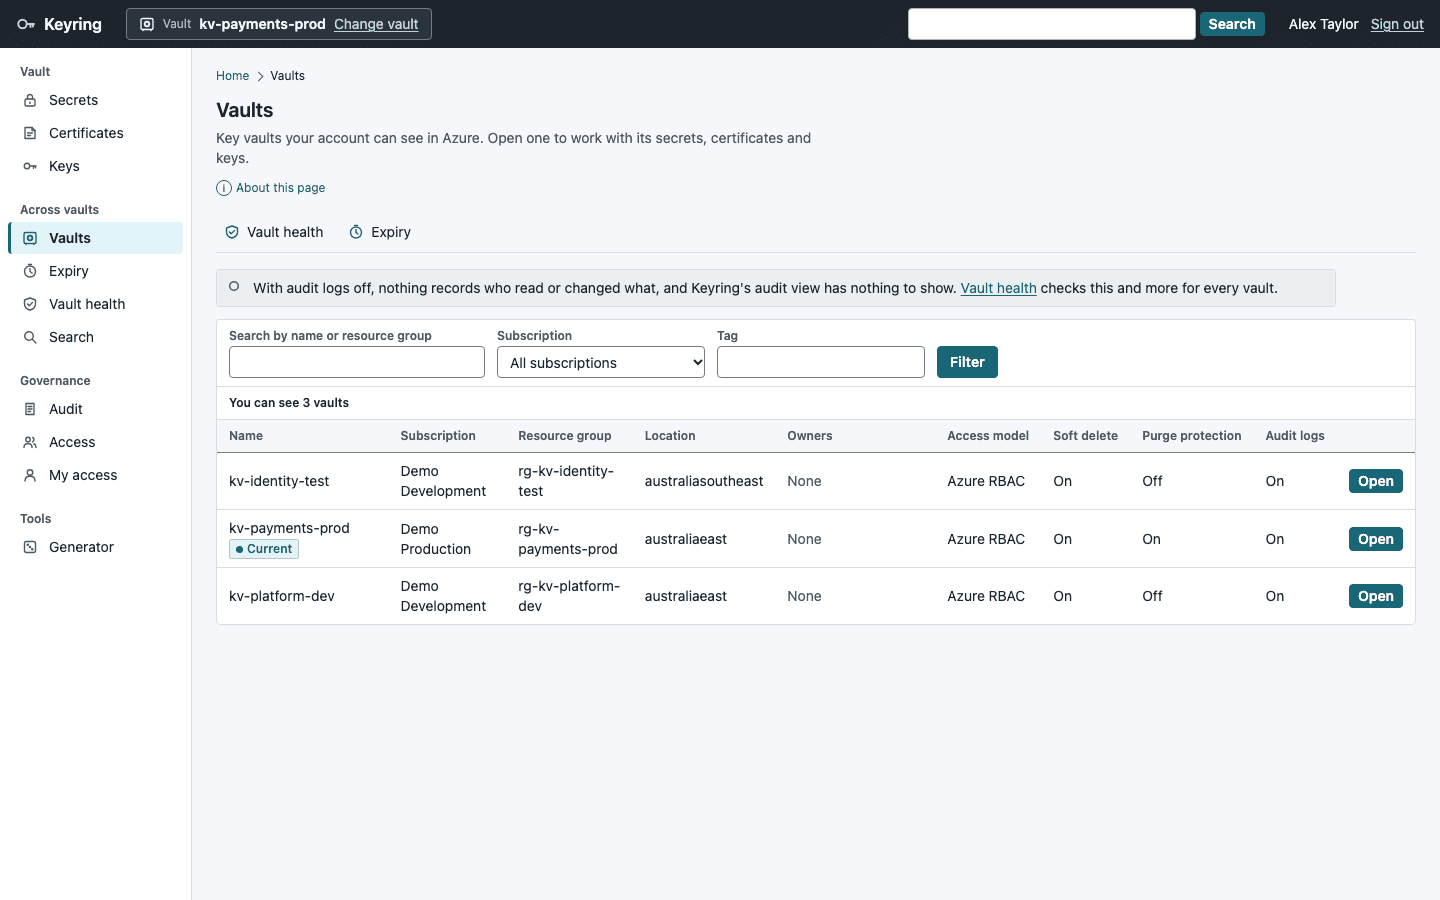 Keyring
Vault kv-payments-prod Change vault
Search
Alex Taylor Sign out
Vault
Secrets
Certificates
Keys
Across vaults
Vaults
Expiry
Vault health
Search
Governance
Audit
Access
My access
Tools
Generator
Home > Vaults
Vaults
Key vaults your account can see in Azure. Open one to work with its secrets, certificates and
keys.
About this page
Vault health Expiry
With audit logs off, nothing records who read or changed what, and Keyring's audit view has nothing to show. Vault health checks this and more for every vault.
Search by name or resource group Subscription Tag
All subscriptions Filter
You can see 3 vaults
Name Subscription Resource group Location Owners Access model Soft delete Purge protection Audit logs
kv-identity-test Demo Development rg-kv-identity-test australiasoutheast None Azure RBAC On Off On Open
kv-payments-prod Current Demo Production rg-kv-payments-prod australiaeast None Azure RBAC On On On Open
kv-platform-dev Demo Development rg-kv-platform-dev australiaeast None Azure RBAC On Off On Open